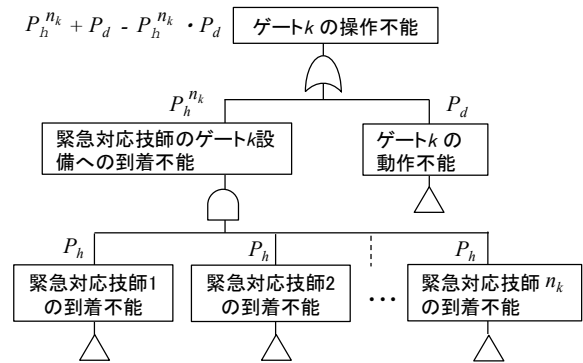 P_h^{n_k} + P_d - P_h^{n_k} ・P_d
ゲートk の操作不能
P_h^{n_k}
P_d
緊急対応技師のゲートk設
備への到着不能
ゲートk の
動作不能
P_h
P_h
P_h
緊急対応技師1
の到着不能
緊急対応技師2
の到着不能
…
緊急対応技師 n_k
の到着不能